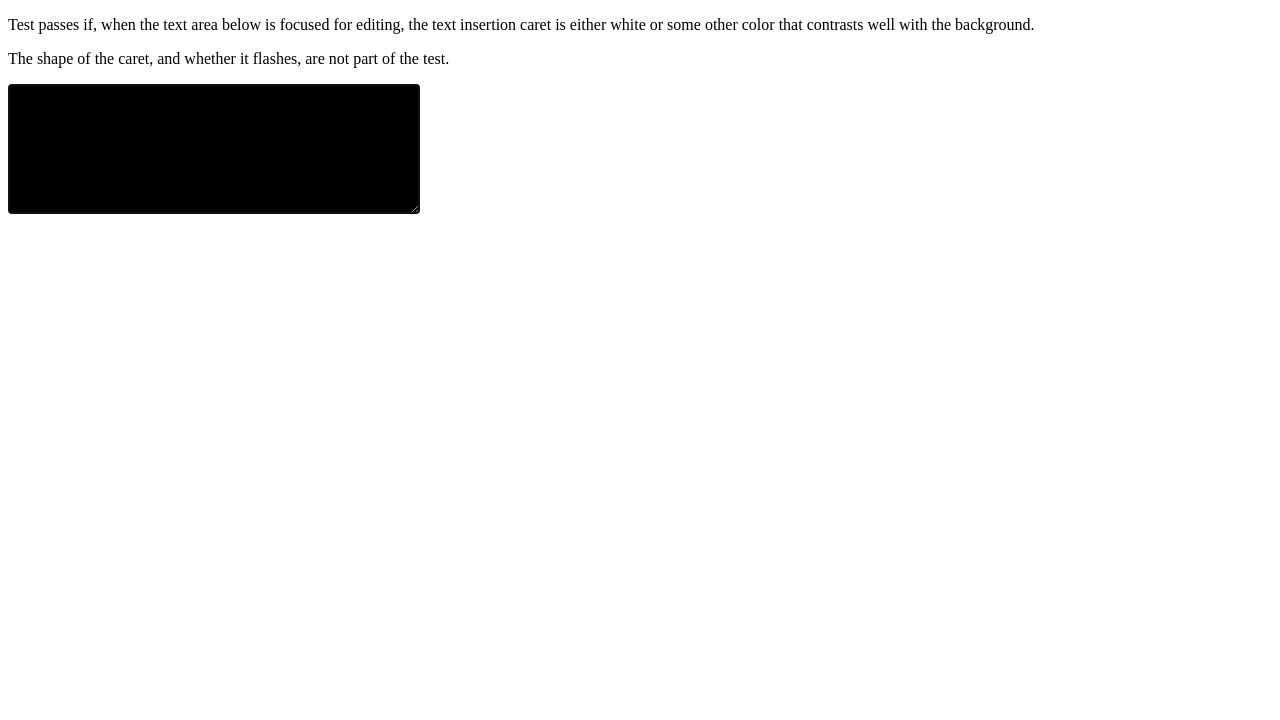 Test passes if, when the text area below is focused for editing, the text insertion caret is either white or some other color that contrasts well with the background.
The shape of the caret, and whether it flashes, are not part of the test.